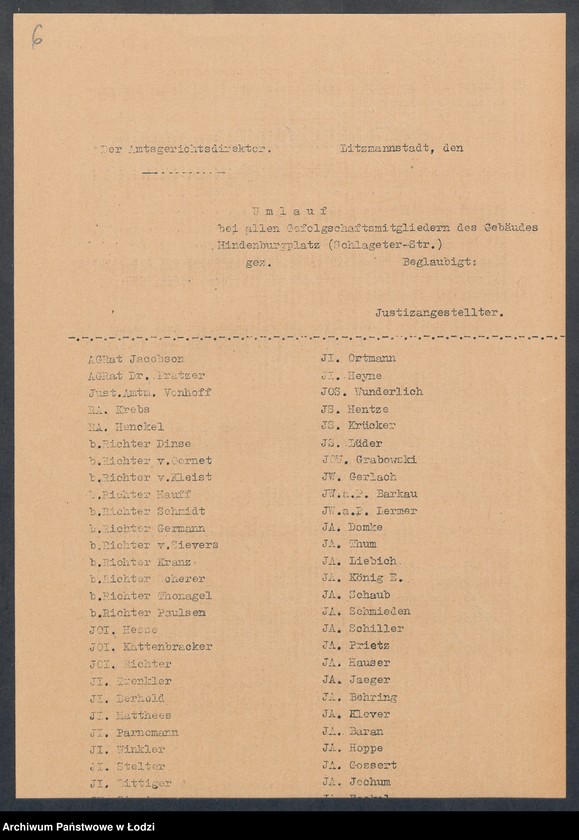 6
Der Amtsgerichtsdirektor. Litzmannstadt, den
U m l a u f
bei allen Gefolgschaftsmitgliedern des Gebäudes
Hindenburgplatz (Schlageter-Str.)
gez. Beglaubigt:
Justizangestellter.
AGRat Jacobson
AGRat Dr. Pratzer
Just.Amtm. Vonhoff
RA. Krebs
RA. Henckel
b.Richter Dinse
b.Richter v.Cornet
b.Richter v.Kleist
b.Richter Hauff
b.Richter Schmidt
b.Richter Germann
b.Richter v.Sievers
b.Richter Kranz
b.Richter Scherer
b.Richter Thonagel
b.Richter Paulsen
JOI. Hesse
JOI. Kattenbracker
JOI. Richter
JI. Trenkler
JI. Derhold
JI. Matthees
JI. Parnemann
JI. Winkler
JI. Stelter
JI. Wittiger
JI. Ortmann
JI. Heyne
JOS. Wunderlich
JS. Hentze
JS. Krücker
JS. Lüder
JOW. Grabowski
JW. Gerlach
JW.a.P. Barkau
JW.a.P. Lermer
JA. Domke
JA. Thum
JA. Liebich
JA. König E.
JA. Schaub
JA. Schmieden
JA. Schiller
JA. Prietz
JA. Hauser
JA. Jaeger
JA. Behring
JA. Klever
JA. Baran
JA. Hoppe
JA. Gossert
JA. Jochum
Archiwum Państwowe w Łodzi